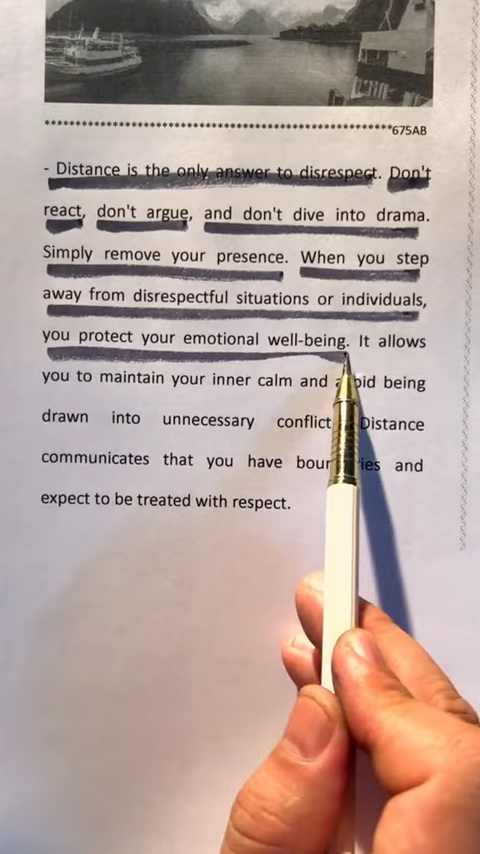 ***********************************************675AB
- Distance is the only answer to disrespect. Don't
react, don't argue, and don't dive into drama.
Simply remove your presence. When you step
away from disrespectful situations or individuals,
you protect your emotional well-being. It allows
you to maintain your inner calm and being
drawn into unnecessary conflict Distance
communicates that you have and
expect to be treated with respect.